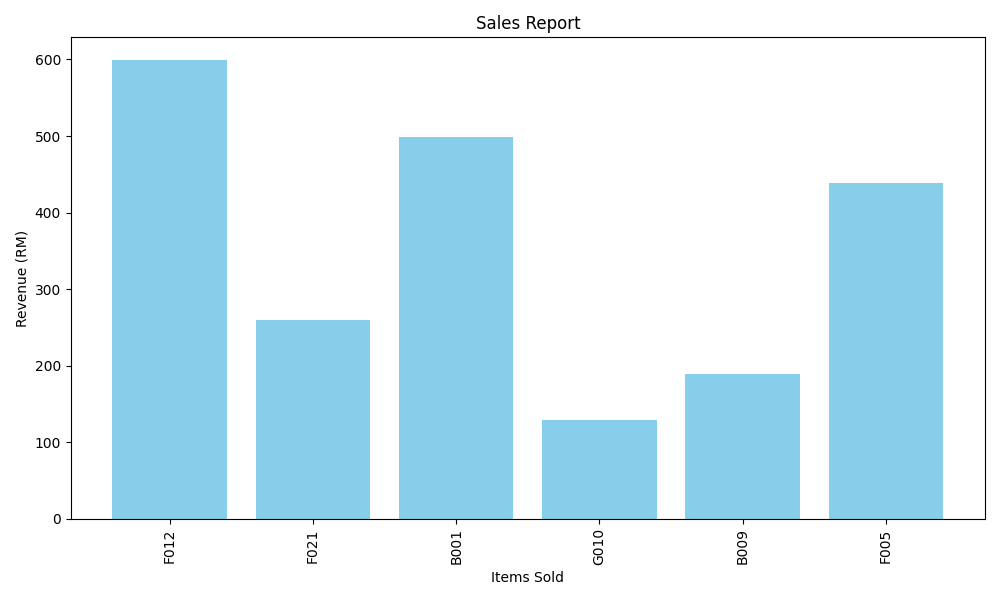 Sales Report
Revenue (RM)
600
500
400
300
200
100
0
F012
F021
B001
G010
B009
F005
Items Sold